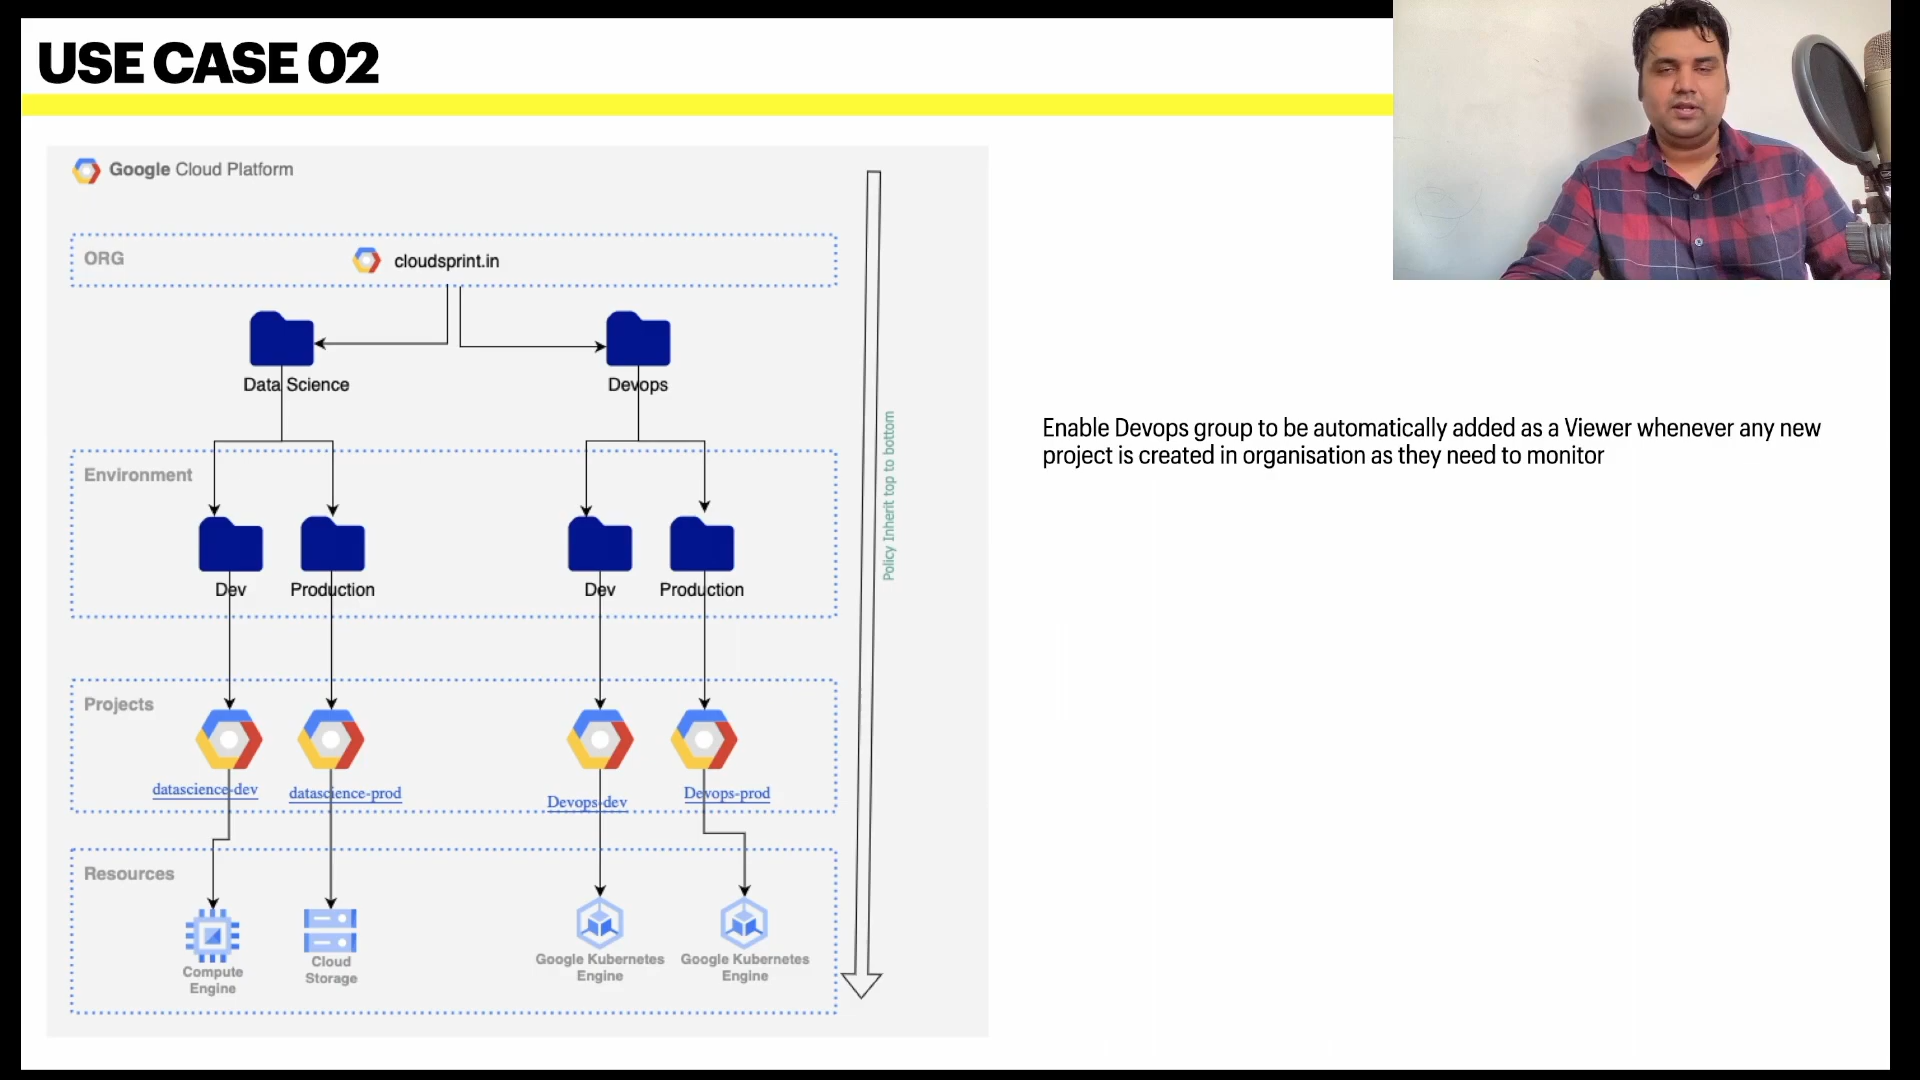 USE CASE 02
Google Cloud Platform
ORG
cloudsprint.in
Data Science
Devops
Environment
Dev
Production
Dev
Production
Policy Inherit top to bottom
Projects
datascience-dev
datascience-prod
Devops-dev
Devops-prod
Resources
Compute
Engine
Cloud
Storage
Google Kubernetes
Engine
Google Kubernetes
Engine
Enable Devops group to be automatically added as a Viewer whenever any new
project is created in organisation as they need to monitor